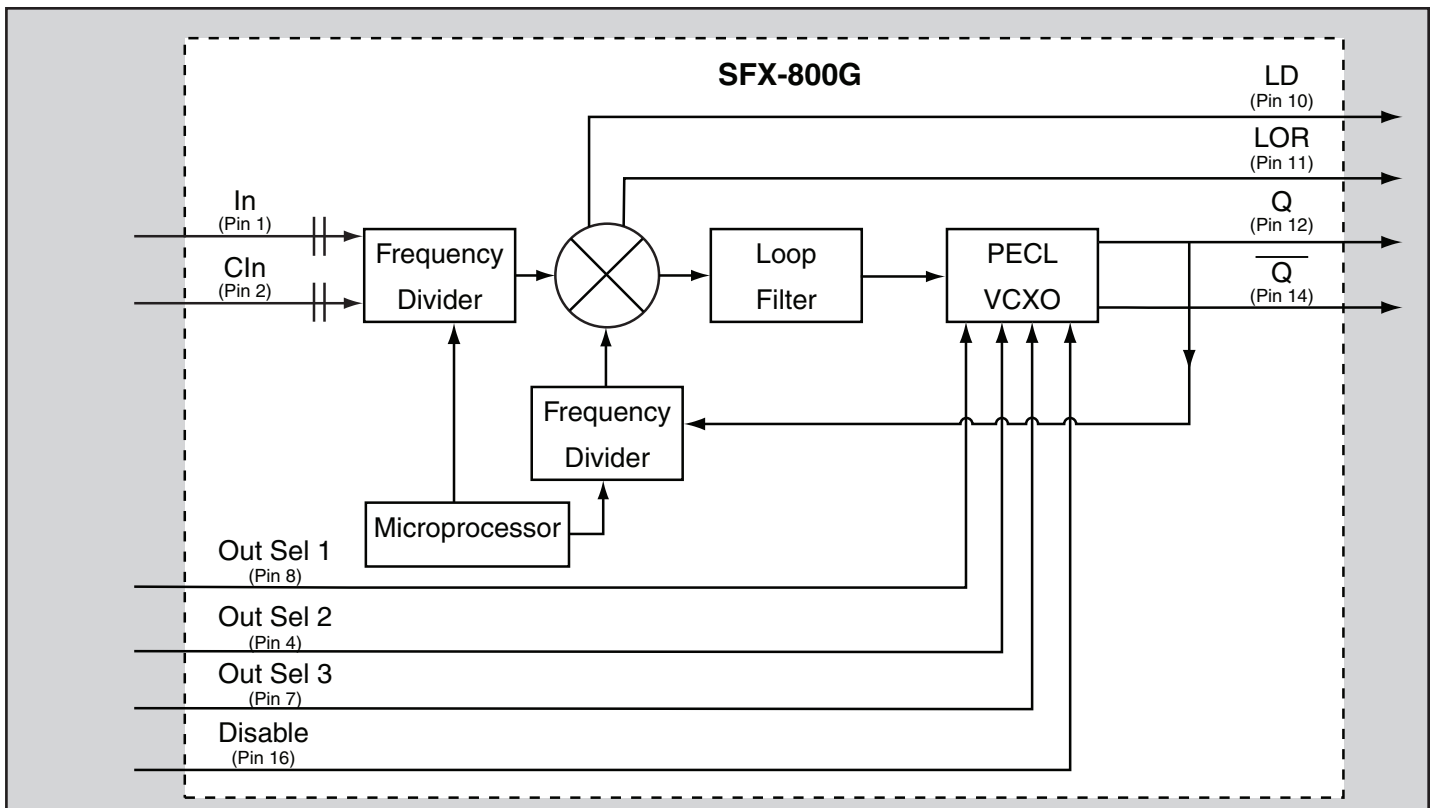 SFX-800G
LD
(Pin 10)
LOR
(Pin 11)
In
(Pin 1)
Q
(Pin 12)
CIn
(Pin 2)
Q
(Pin 14)
Frequency
Divider
Loop
Filter
PECL
VCXO
Frequency
Divider
Microprocessor
Out Sel 1
(Pin 8)
Out Sel 2
(Pin 4)
Out Sel 3
(Pin 7)
Disable
(Pin 16)